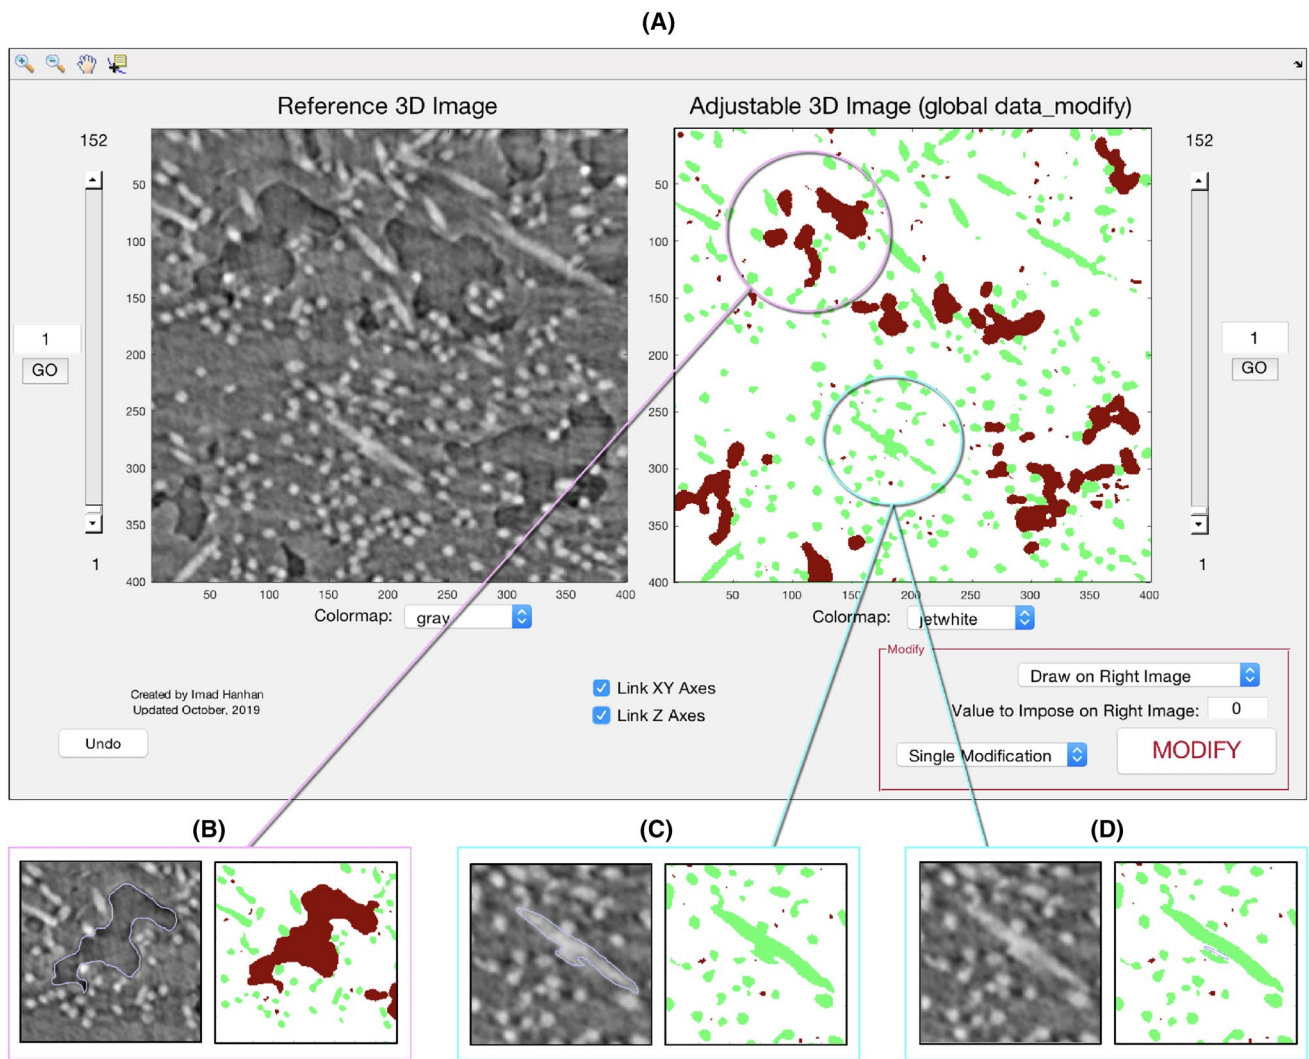 (A)
Reference 3D Image
Adjustable 3D Image (global data_modify)
152
152
50
100
150
200
250
300
350
400
50
100
150
200
250
300
350
400
1
GO
1
GO
1
1
50 100 150 200 250 300 350 400
50 100 150 200 250 300 350 400
Colormap: gray
Colormap: jetwhite
Modify
Draw on Right Image
Link XY Axes
Link Z Axes
Created by Imad Hanhan
Updated October, 2019
Value to Impose on Right Image: 0
Undo
Single Modification
MODIFY
(B)
(C)
(D)